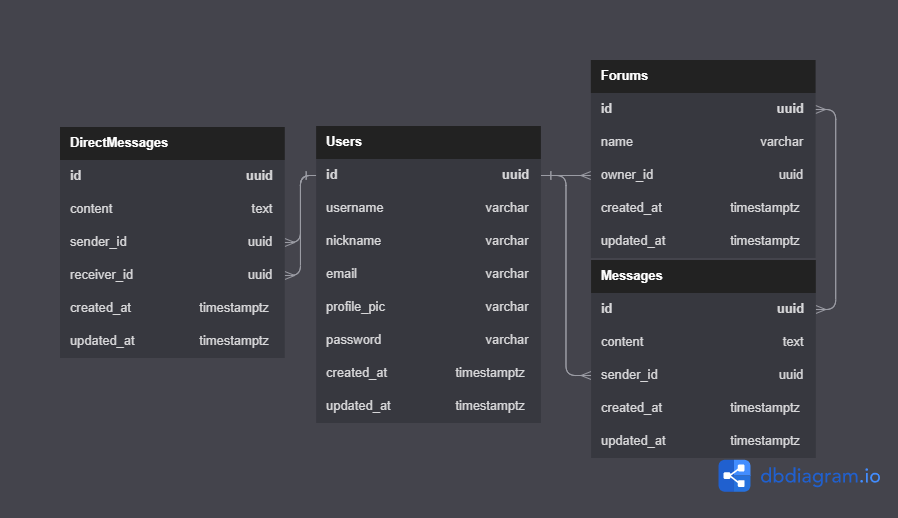 DirectMessages
id uuid
content text
sender_id uuid
receiver_id uuid
created_at timestamptz
updated_at timestamptz
Users
id uuid
username varchar
nickname varchar
email varchar
profile_pic varchar
password varchar
created_at timestamptz
updated_at timestamptz
Forums
id uuid
name varchar
owner_id uuid
created_at timestamptz
updated_at timestamptz
Messages
id uuid
content text
sender_id uuid
created_at timestamptz
updated_at timestamptz
dbdiagram.io